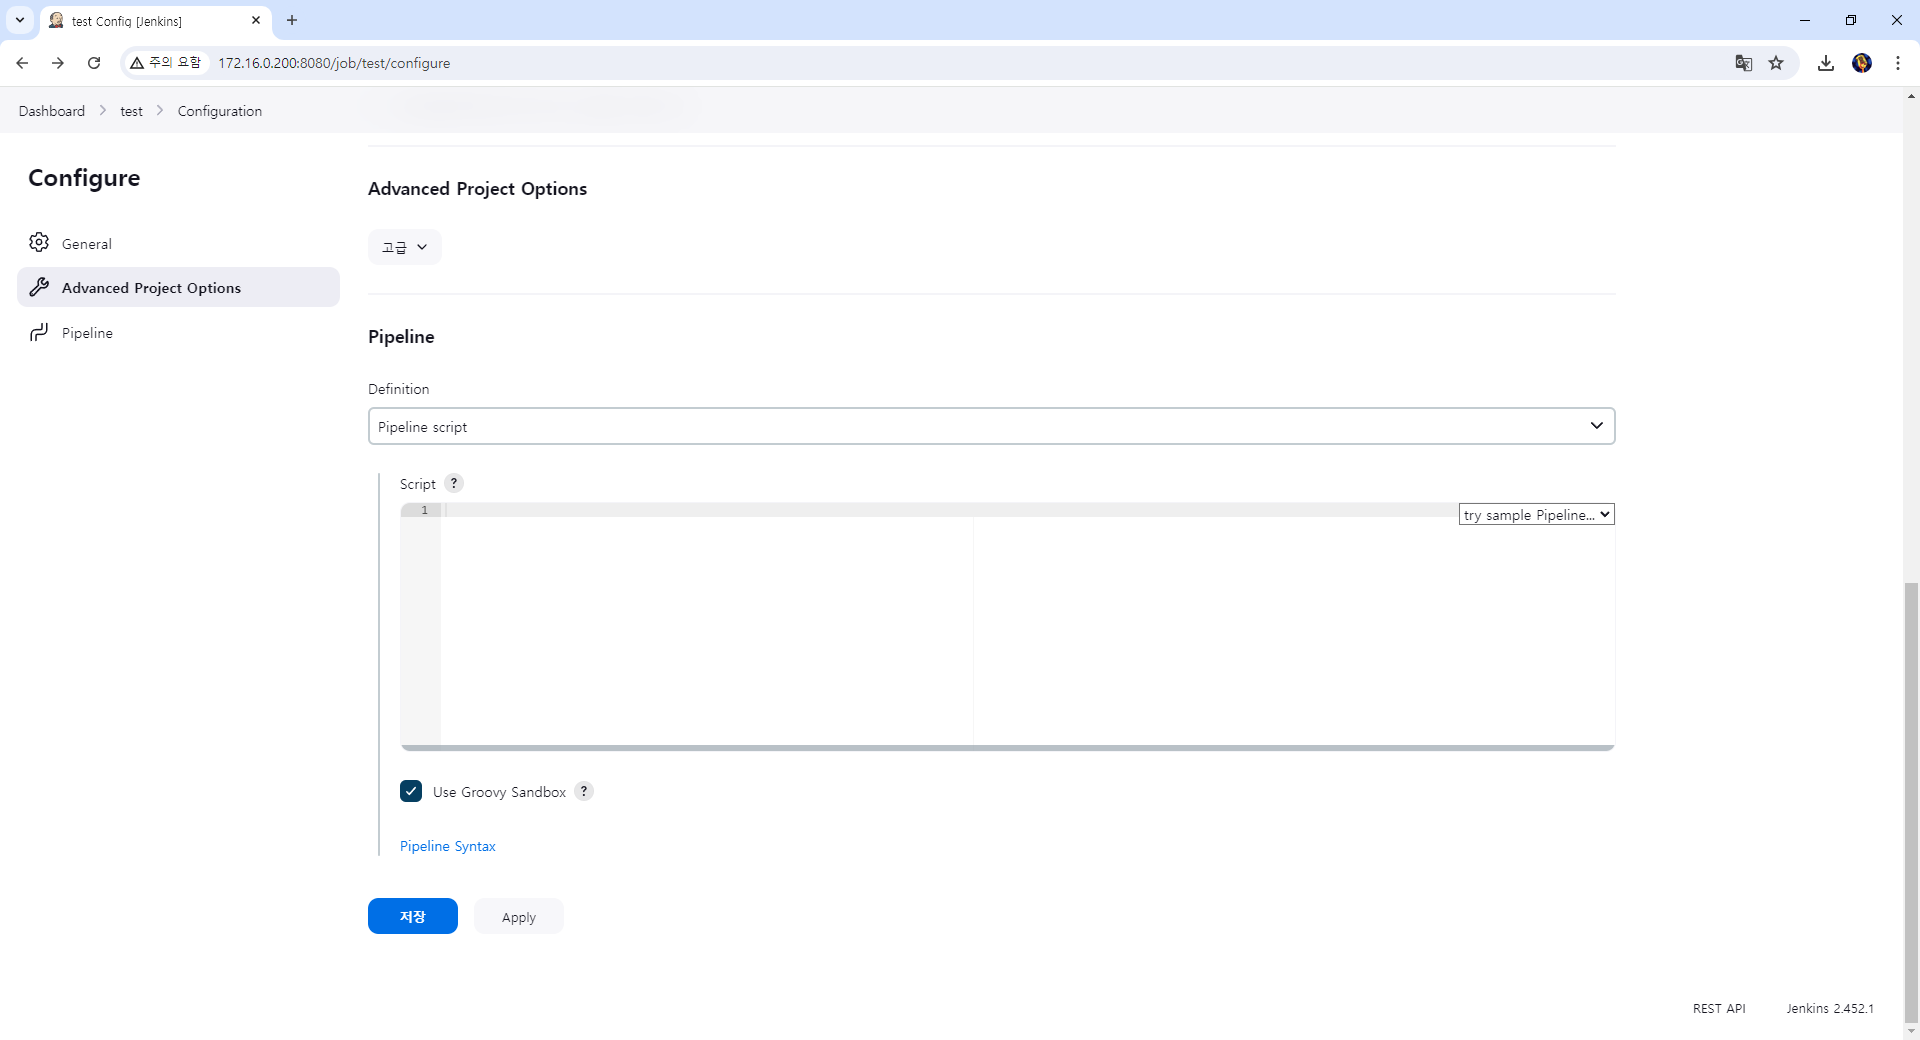 test Config [Jenkins]
주의 요함
172.16.0.200:8080/job/test/configure
Dashboard
test
Configuration
Configure
General
Advanced Project Options
Pipeline
Advanced Project Options
고급
Pipeline
Definition
Pipeline script
Script ?
1
try sample Pipeline...
Use Groovy Sandbox ?
Pipeline Syntax
저장
Apply
REST API
Jenkins 2.452.1